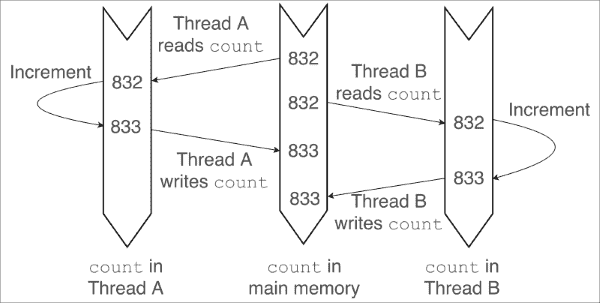 Thread A
reads count
Increment
832
833
Thread A
writes count
832
832
833
833
Thread B
reads count
Increment
832
833
Thread B
writes count
count in
Thread A
count in
main memory
count in
Thread B